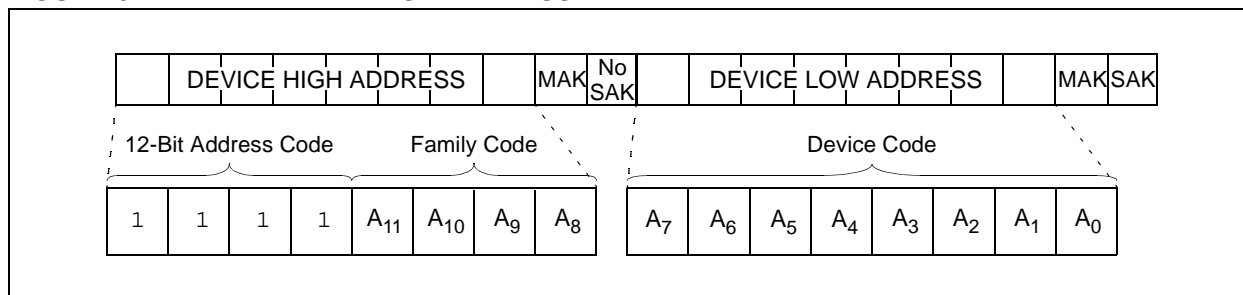 DEVICE HIGH ADDRESS MAK No SAK DEVICE LOW ADDRESS MAK SAK
12-Bit Address Code Family Code Device Code
1 1 1 1 A11 A10 A9 A8 A7 A6 A5 A4 A3 A2 A1 A0